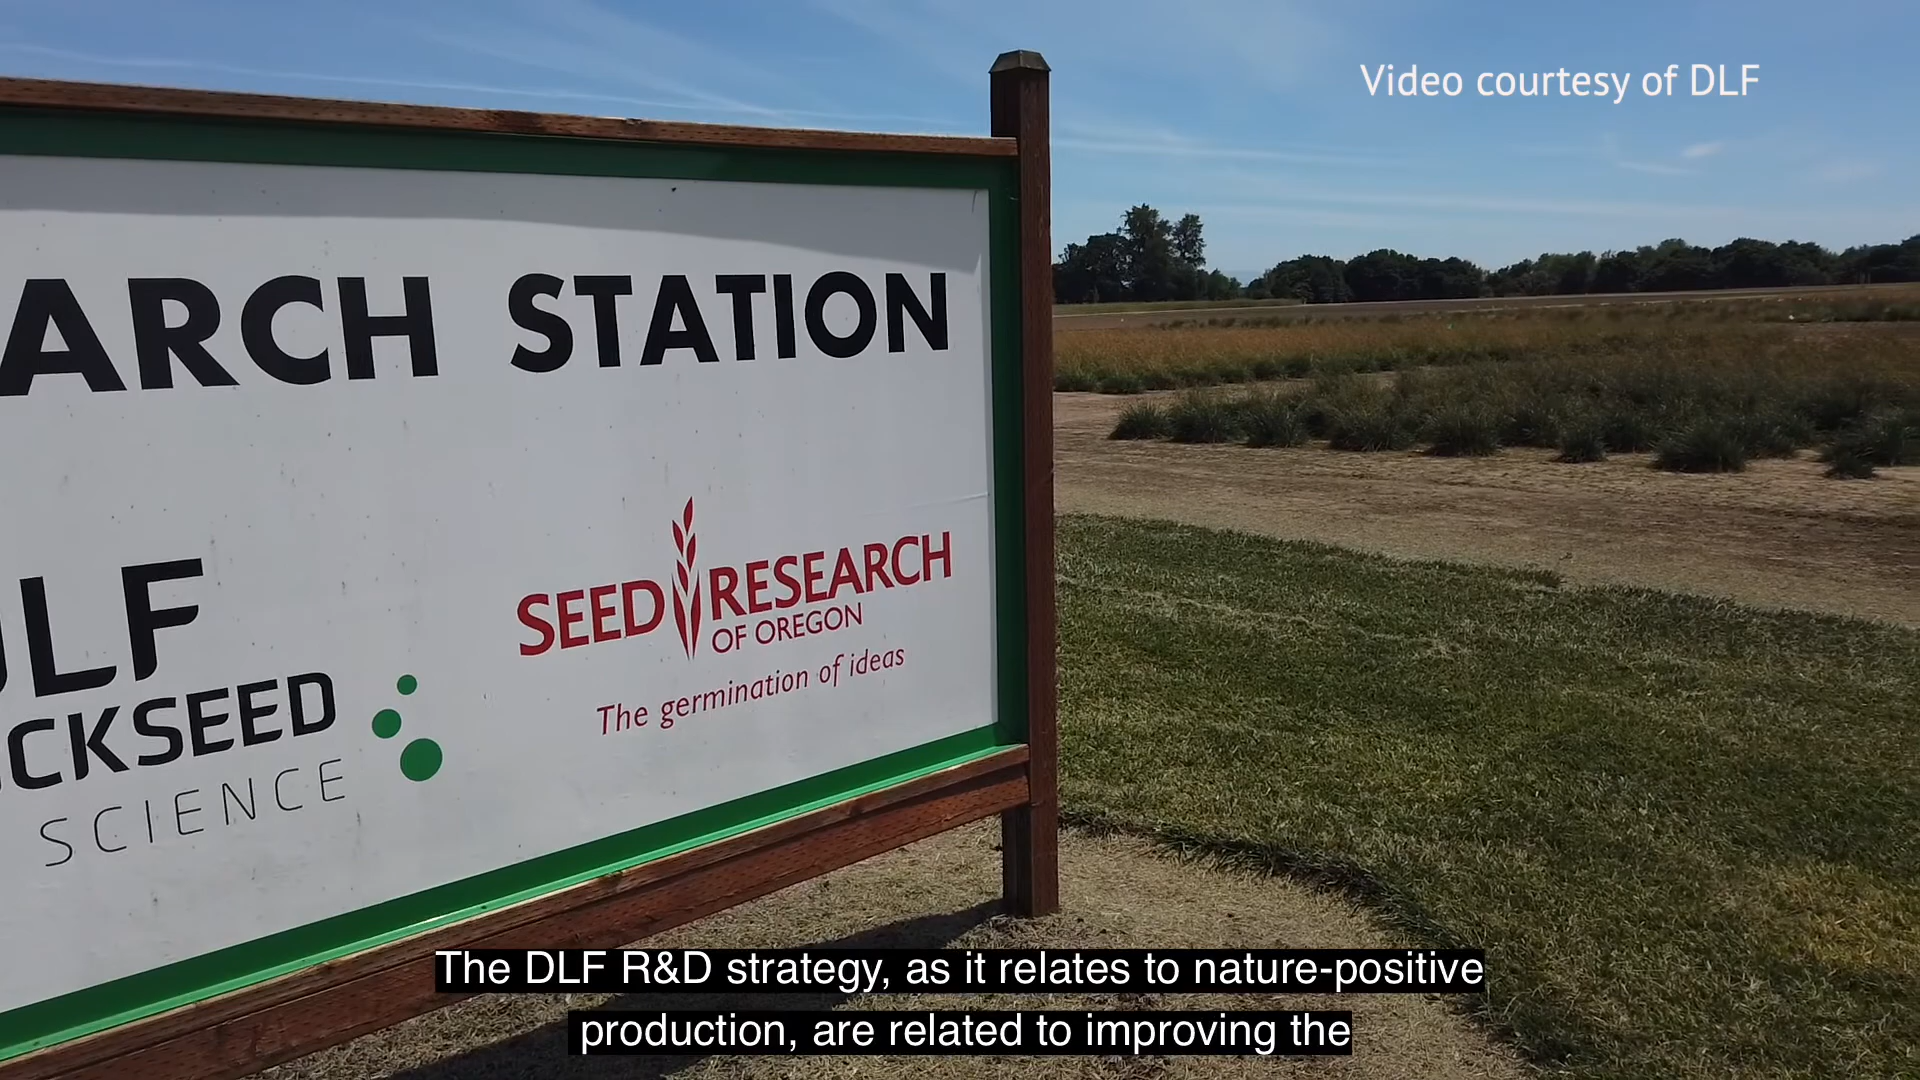 Video courtesy of DLF
ARCH STATION
DLF
CKSEED
SCIENCE
SEED RESEARCH
OF OREGON
The germination of ideas
The DLF R&D strategy, as it relates to nature-positive
production, are related to improving the